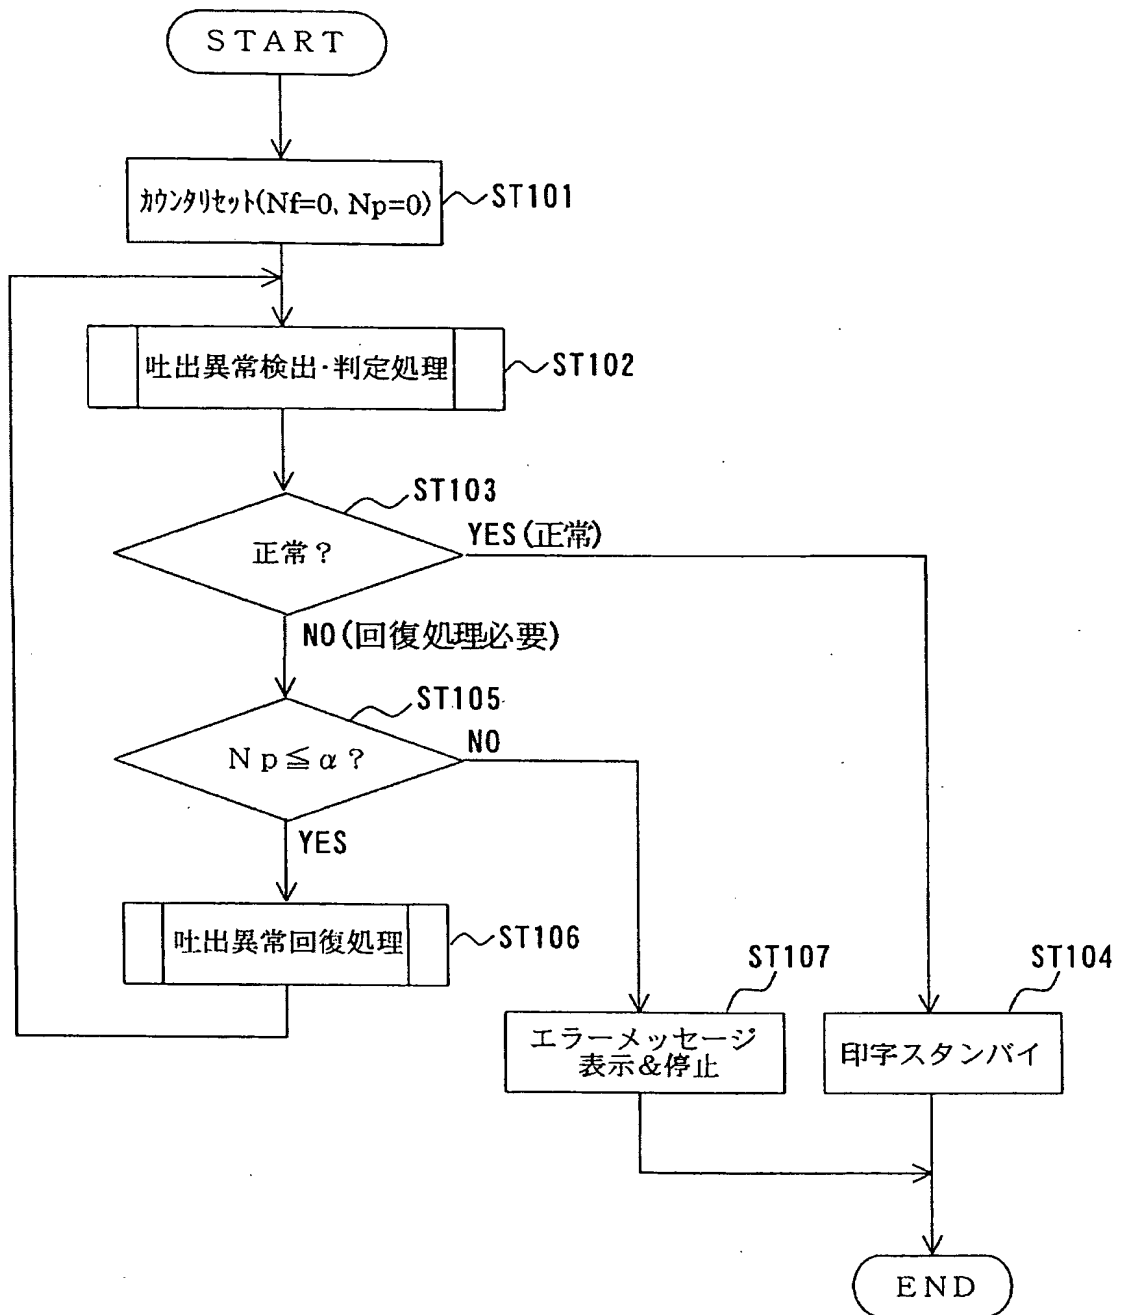 START
カウンタリセット(Nf=0, Np=0)
ST101
吐出異常検出·判定処理
ST102
ST103
正常?
YES(正常)
NO(回復処理必要)
ST105
Np≦α?
NO
YES
吐出異常回復処理
ST106
ST107
エラーメッセージ
表示&停止
ST104
印字スタンバイ
END